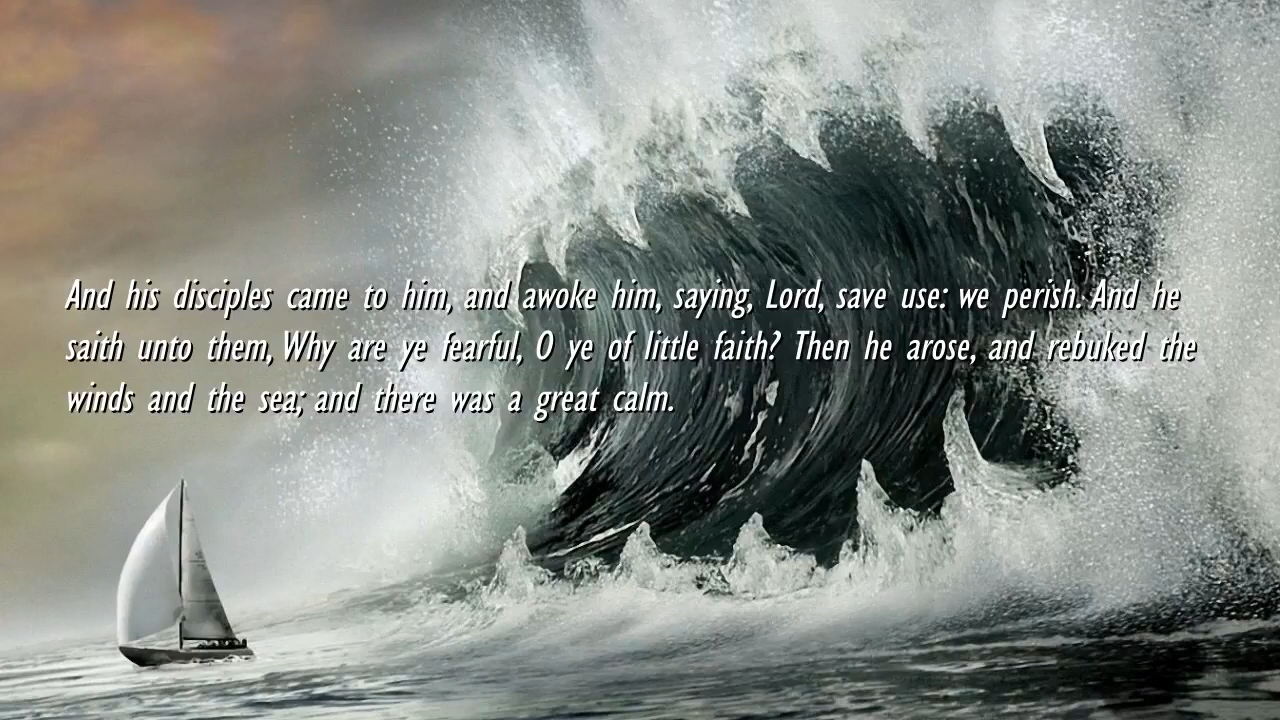 And his disciples came to him, and awoke him, saying, Lord, save use: we perish. And he
saith unto them, Why are ye fearful, O ye of little faith? Then he arose, and rebuked the
winds and the sea; and there was a great calm.